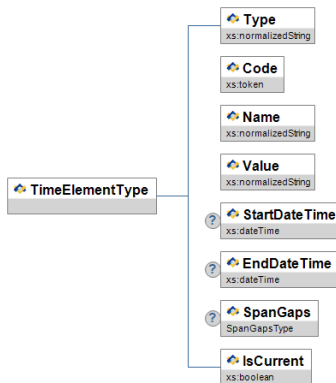 Type
xs:normalizedString
Code
xs:token
Name
xs:normalizedString
Value
xs:normalizedString
TimeElementType
? StartDateTime
xs:dateTime
? EndDateTime
xs:dateTime
? SpanGaps
SpanGapsType
IsCurrent
xs:boolean